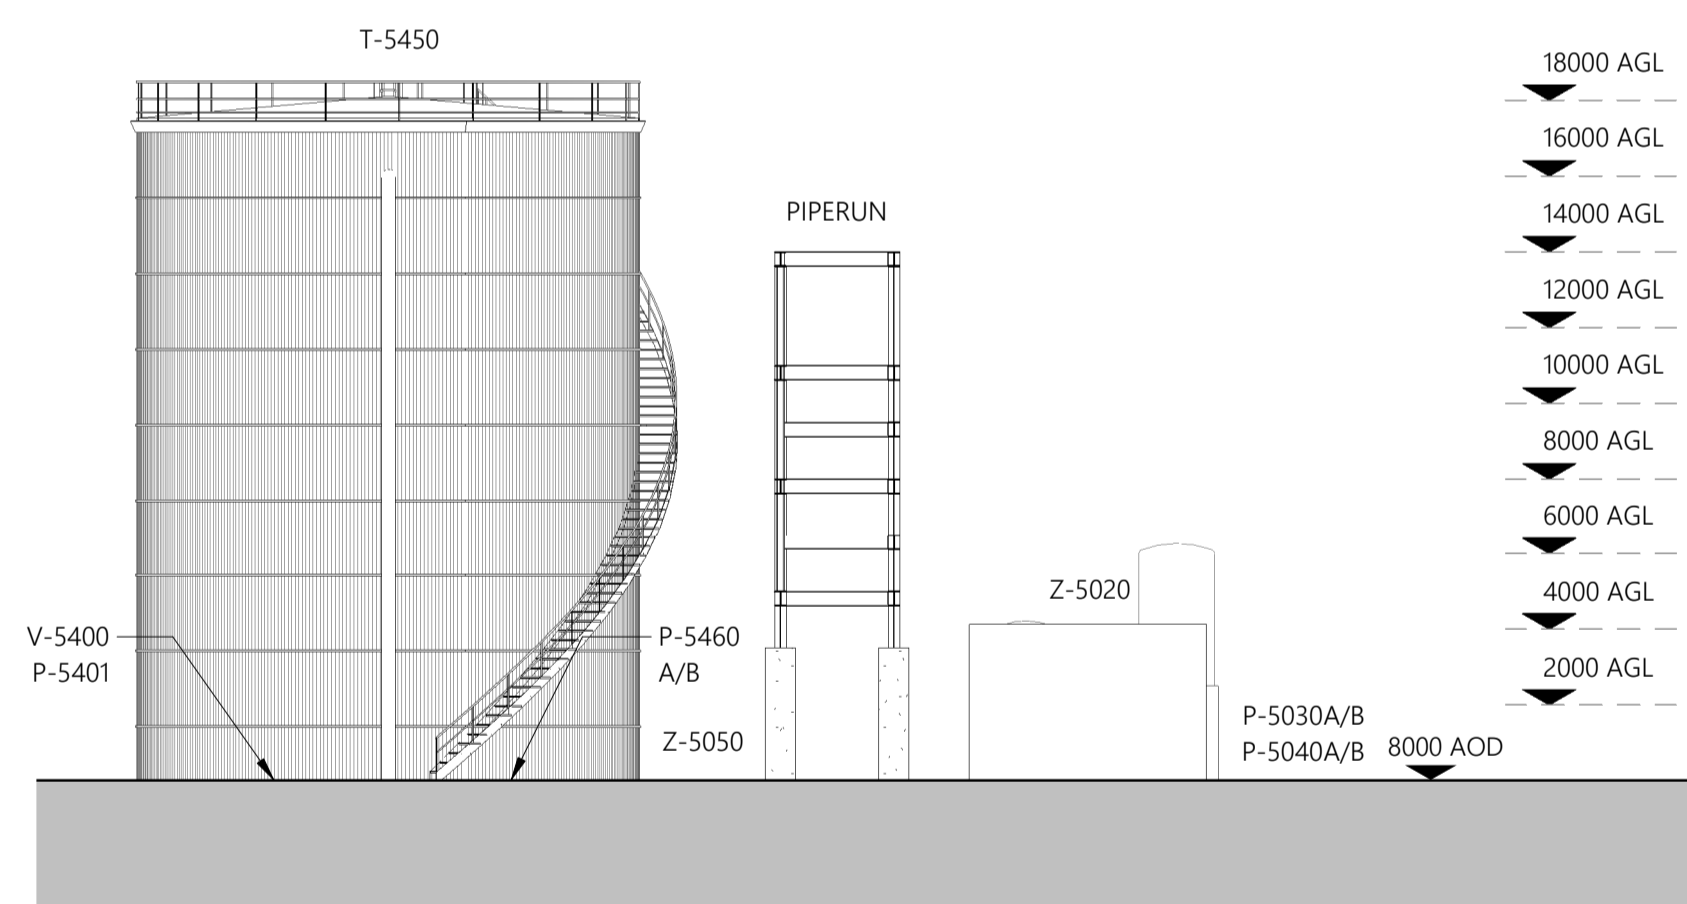 T-5450
18000 AGL
16000 AGL
PIPERUN
14000 AGL
12000 AGL
10000 AGL
8000 AGL
6000 AGL
Z-5020
4000 AGL
V-5400
P-5401
P-5460
A/B
2000 AGL
Z-5050
P-5030A/B
P-5040A/B
8000 AOD